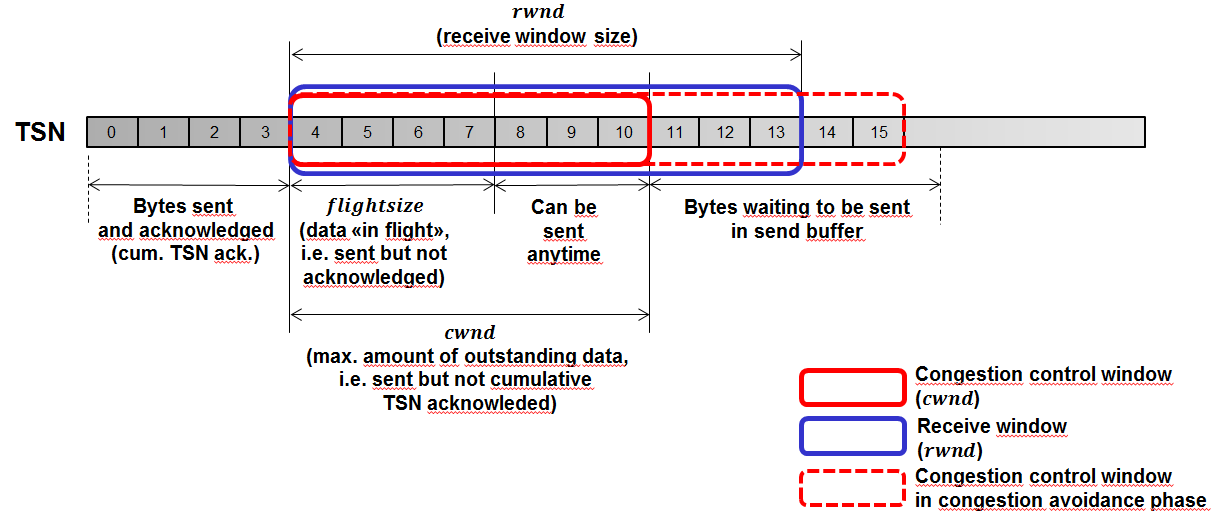 rwnd
(receive window size)
TSN
0 1 2 3 4 5 6 7 8 9 10 11 12 13 14 15
Bytes sent
and acknowledged
(cum. TSN ack.)
flightsize
(data «in flight»,
i.e. sent but not
acknowledged)
Can be
sent
anytime
Bytes waiting to be sent
in send buffer
cwnd
(max. amount of outstanding data,
i.e. sent but not cumulative
TSN acknowleded)
Congestion control window
(cwnd)
Receive window
(rwnd)
Congestion control window
in congestion avoidance phase